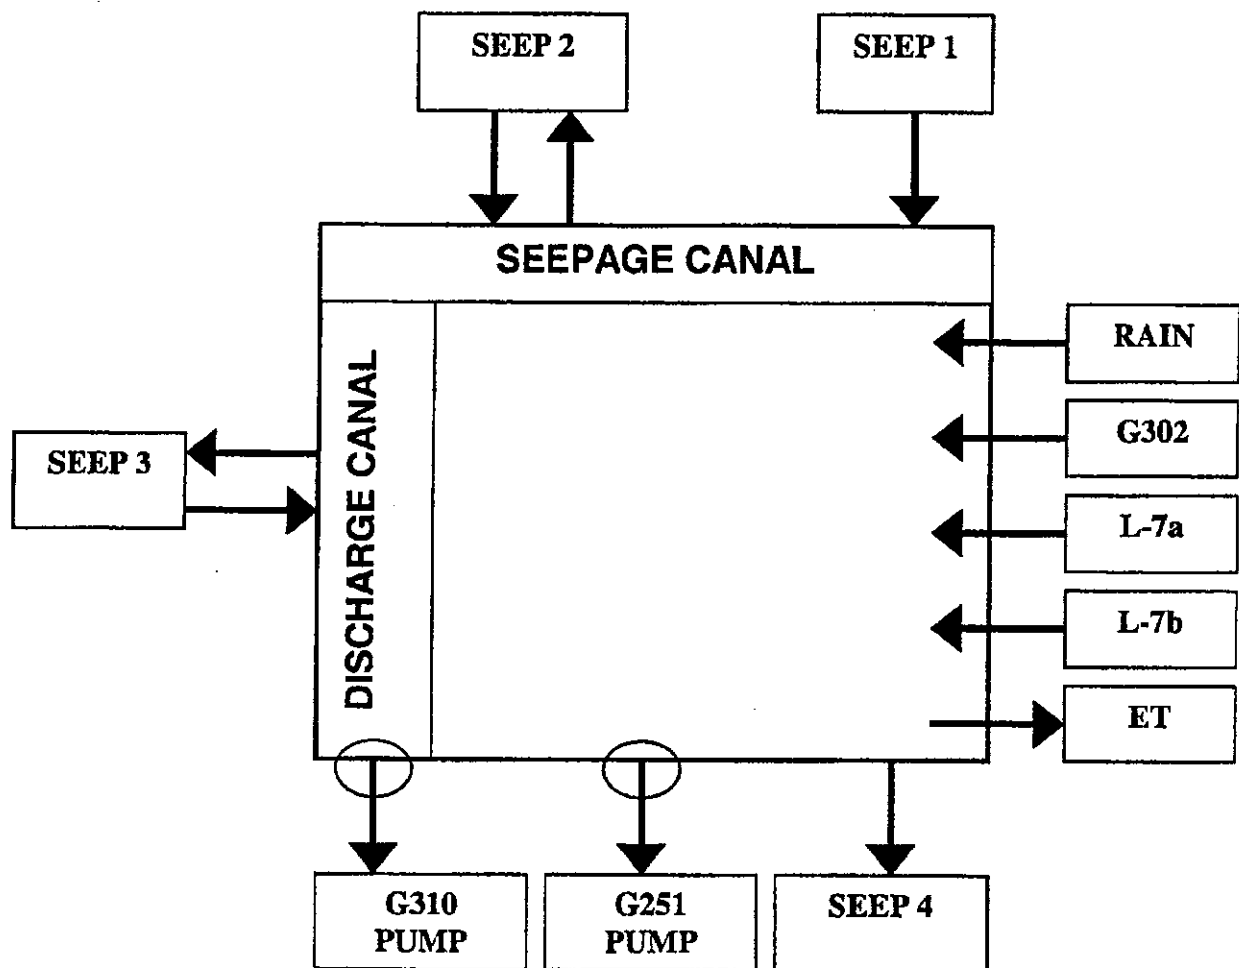 SEEP 2
SEEP 1
SEEPAGE CANAL
RAIN
G302
SEEP 3
DISCHARGE CANAL
L-7a
L-7b
ET
G310
PUMP
G251
PUMP
SEEP 4